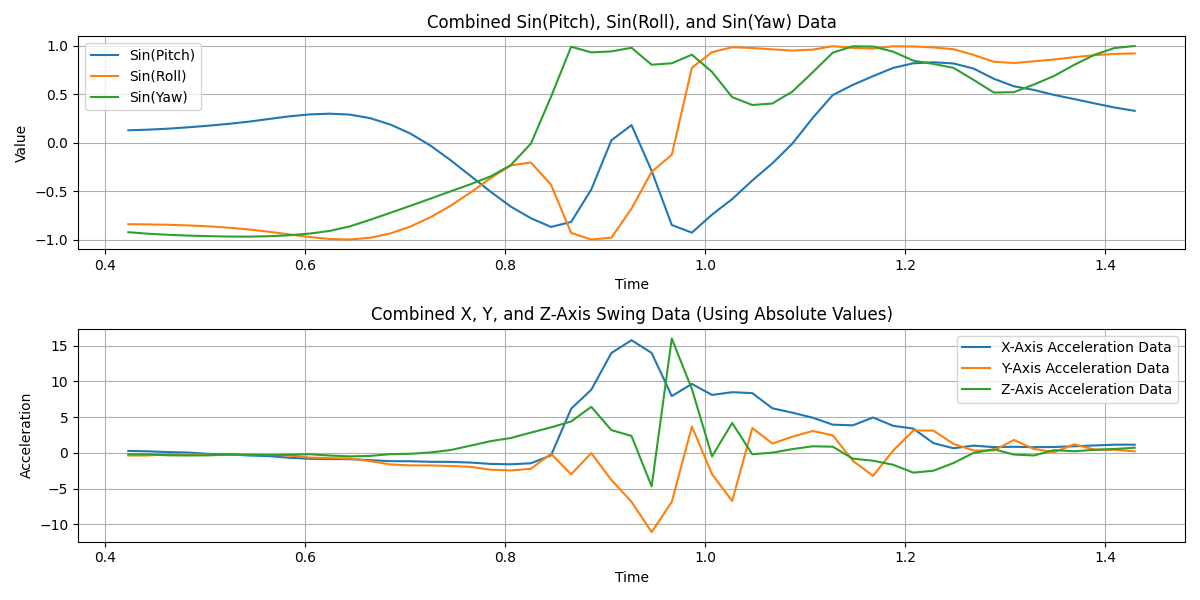 Combined Sin(Pitch), Sin(Roll), and Sin(Yaw) Data
Sin(Pitch)
Sin(Roll)
Sin(Yaw)
1.0
0.5
0.0
−0.5
−1.0
Value
0.4 0.6 0.8 1.0 1.2 1.4
Time
Combined X, Y, and Z-Axis Swing Data (Using Absolute Values)
X-Axis Acceleration Data
Y-Axis Acceleration Data
Z-Axis Acceleration Data
15
10
5
0
−5
−10
Acceleration
0.4 0.6 0.8 1.0 1.2 1.4
Time